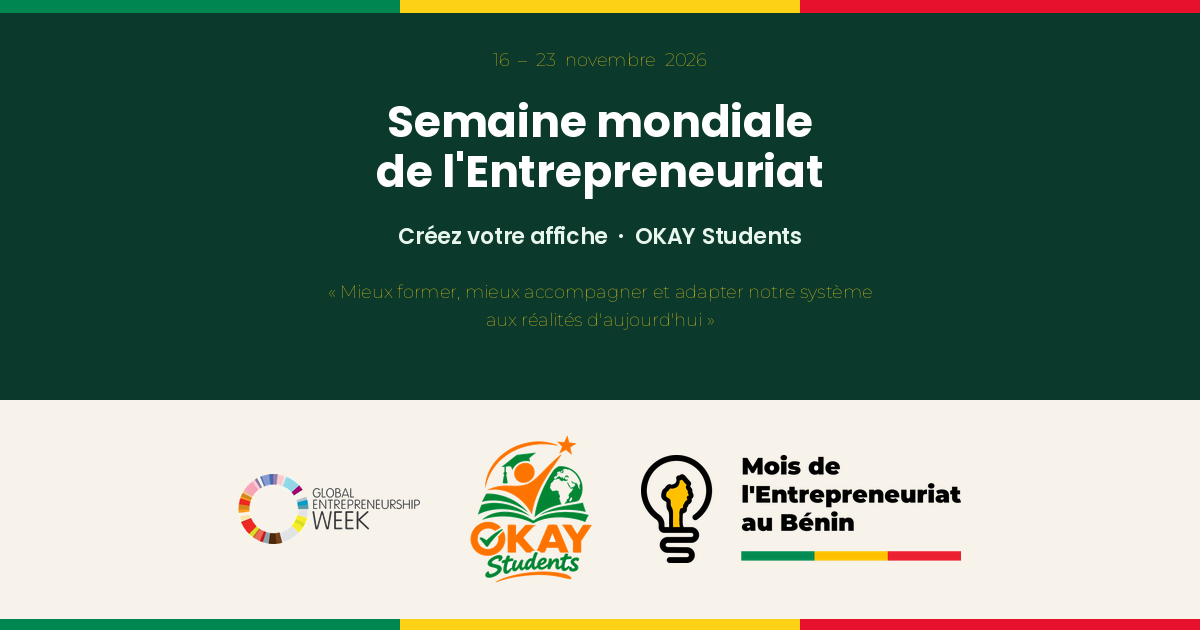 16 – 23 novembre 2026
Semaine mondiale
de l'Entrepreneuriat
Créez votre affiche · OKAY Students
« Mieux former, mieux accompagner et adapter notre système
aux réalités d'aujourd'hui »
GLOBAL
ENTREPRENEURSHIP
WEEK
OKAY
Students
Mois de
l'Entrepreneuriat
au Bénin